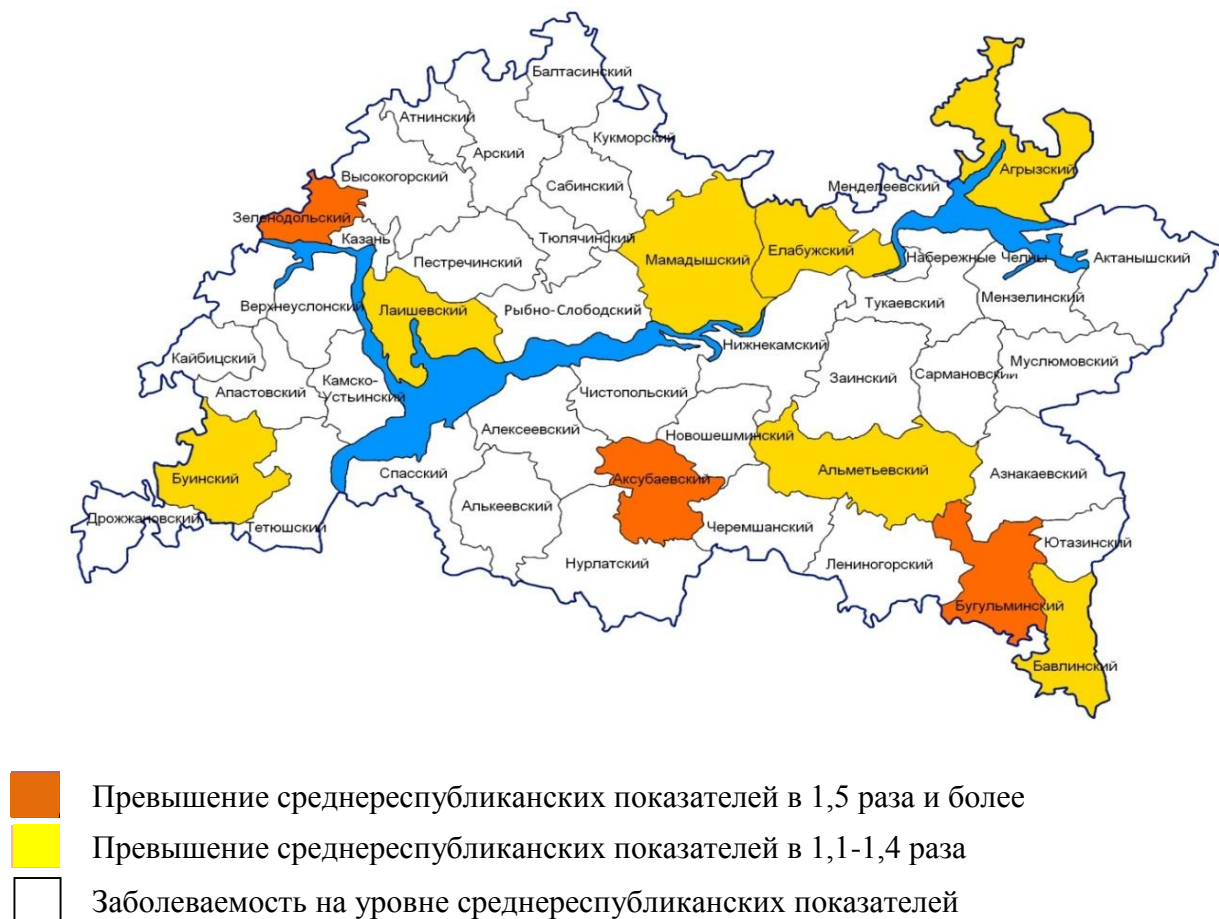 Балтасинский
Атнинский
Кукморский
Арский
Высокогорский
Сабинский
Агрызский
Менделеевский
Зеленодольский
Казань
Тюлячинский
Елабужский
Мамадышский
Пестречинский
Набережные Челны
Актанышский
Верхнеуслонский
Лаишевский
Рыбно-Слободский
Тукаевский
Мензелинский
Нижнекамский
Кайбицский
Муслюмовский
Заинский
Сармановский
Апастовский
Камско-
Устьинский
Чистопольский
Алексеевский
Новошешминский
Буинский
Спасский
Аксубаевский
Альметьевский
Азнакаевский
Алькеевский
Дрожжановский
Тетюшский
Черемшанский
Ютазинский
Нурлатский
Лениногорский
Бугульминский
Бавлинский
Превышение среднереспубликанских показателей в 1,5 раза и более
Превышение среднереспубликанских показателей в 1,1-1,4 раза
Заболеваемость на уровне среднереспубликанских показателей